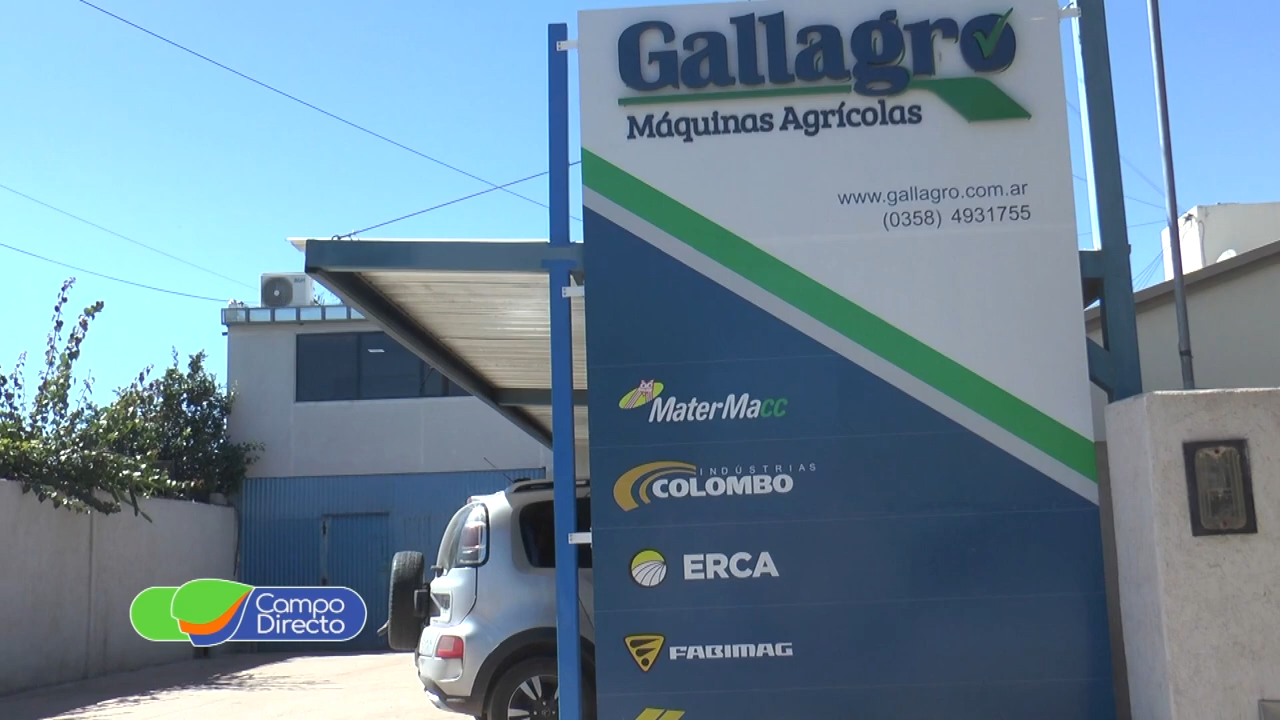 Gallagro
Máquinas Agrícolas
www.gallagro.com.ar
(0358) 4931755
MaterMacc
INDÚSTRIAS
COLOMBO
ERCA
FABIMAG
Campo
Directo